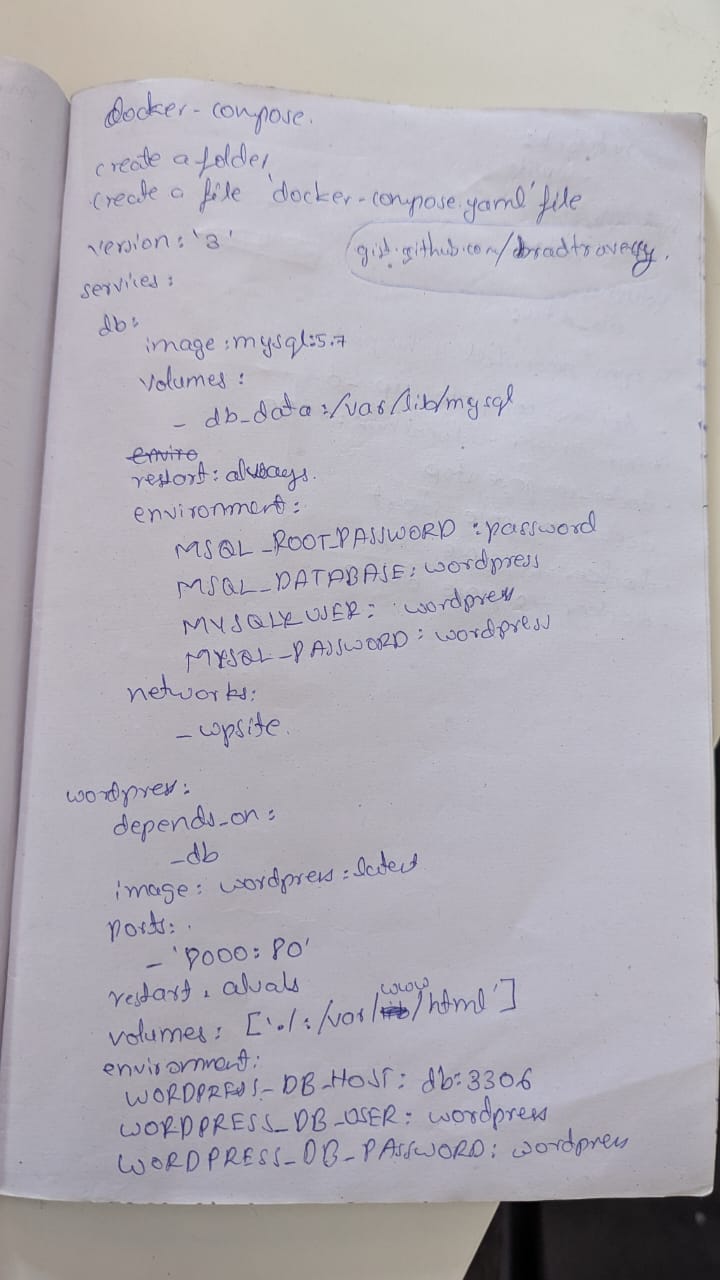 Docker-compose.
create a folder
create a file 'docker-compose.yaml' file
version: '3'
gist.github.com/bradtraversy.
services:
db:
image:mysql:5.7
volumes:
- db_data:/var/lib/mysql
enviro
restart: always.
environment:
MSQL_ROOT_PASSWORD : password
MSQL_DATABASE: wordpress
MYSQL_USER: wordpress
MYSQL_PASSWORD: wordpress
networks:
- wpsite.
wordpress:
depends_on:
- db
image: wordpress:latest
ports:
- '8000:80'
restart: alwals
volumes: ['./:/var/www/html']
environment:
WORDPRESS_DB_HOST: db:3306
WORDPRESS_DB_USER: wordpress
WORDPRESS_DB_PASSWORD: wordpress